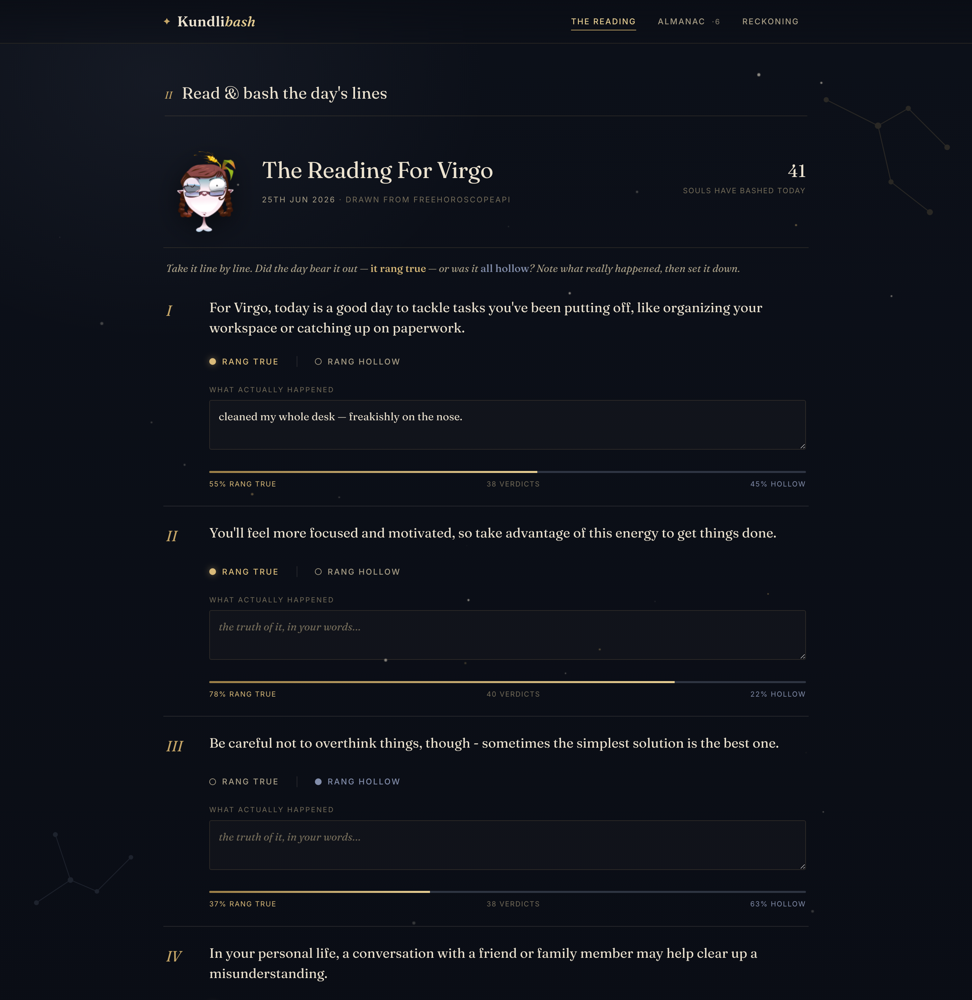 ✦ Kundlibash
THE READING
ALMANAC ·6
RECKONING
II Read & bash the day's lines
The Reading For Virgo
25TH JUN 2026 · DRAWN FROM FREEHOROSCOPEAPI
41
SOULS HAVE BASHED TODAY
Take it line by line. Did the day bear it out — it rang true — or was it all hollow? Note what really happened, then set it down.
I
For Virgo, today is a good day to tackle tasks you've been putting off, like organizing your
workspace or catching up on paperwork.
RANG TRUE
RANG HOLLOW
WHAT ACTUALLY HAPPENED
cleaned my whole desk — freakishly on the nose.
55% RANG TRUE
38 VERDICTS
45% HOLLOW
II
You'll feel more focused and motivated, so take advantage of this energy to get things done.
RANG TRUE
RANG HOLLOW
WHAT ACTUALLY HAPPENED
the truth of it, in your words...
78% RANG TRUE
40 VERDICTS
22% HOLLOW
III
Be careful not to overthink things, though - sometimes the simplest solution is the best one.
RANG TRUE
RANG HOLLOW
WHAT ACTUALLY HAPPENED
the truth of it, in your words...
37% RANG TRUE
38 VERDICTS
63% HOLLOW
IV
In your personal life, a conversation with a friend or family member may help clear up a
misunderstanding.